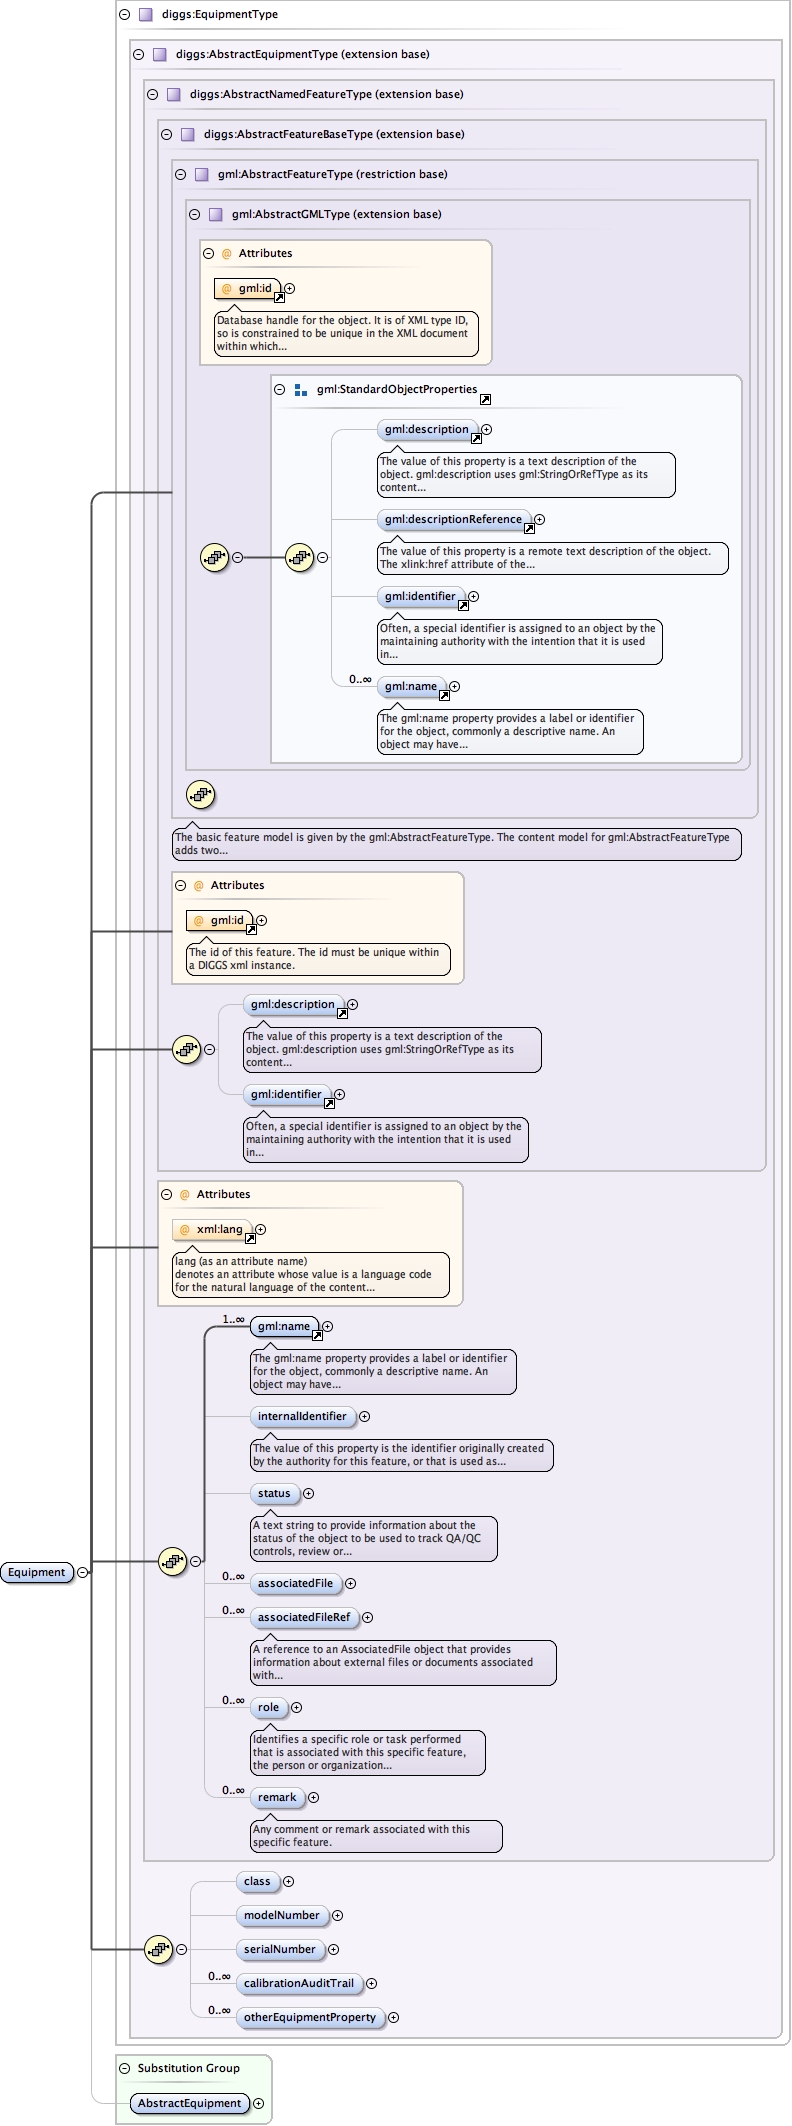 diggs:EquipmentType
diggs:AbstractEquipmentType (extension base)
diggs:AbstractNamedFeatureType (extension base)
diggs:AbstractFeatureBaseType (extension base)
gml:AbstractFeatureType (restriction base)
gml:AbstractGMLType (extension base)
@ Attributes
@ gml:id
Database handle for the object. It is of XML type ID,
so is constrained to be unique in the XML document
within which...
gml:StandardObjectProperties
gml:description
The value of this property is a text description of the
object. gml:description uses gml:StringOrRefType as its
content...
gml:descriptionReference
The value of this property is a remote text description of the object.
The xlink:href attribute of the...
gml:identifier
Often, a special identifier is assigned to an object by the
maintaining authority with the intention that it is used
in...
0..∞
gml:name
The gml:name property provides a label or identifier
for the object, commonly a descriptive name. An
object may have...
The basic feature model is given by the gml:AbstractFeatureType. The content model for gml:AbstractFeatureType
adds two...
@ Attributes
@ gml:id
The id of this feature. The id must be unique within
a DIGGS xml instance.
gml:description
The value of this property is a text description of the
object. gml:description uses gml:StringOrRefType as its
content...
gml:identifier
Often, a special identifier is assigned to an object by the
maintaining authority with the intention that it is used
in...
@ Attributes
@ xml:lang
lang (as an attribute name)
denotes an attribute whose value is a language code
for the natural language of the content...
1..∞
gml:name
The gml:name property provides a label or identifier
for the object, commonly a descriptive name. An
object may have...
internalIdentifier
The value of this property is the identifier originally created
by the authority for this feature, or that is used as...
status
A text string to provide information about the
status of the object to be used to track QA/QC
controls, review or...
Equipment
0..∞
associatedFile
0..∞
associatedFileRef
A reference to an AssociatedFile object that provides
information about external files or documents associated
with...
0..∞
role
Identifies a specific role or task performed
that is associated with this specific feature,
the person or organization...
0..∞
remark
Any comment or remark associated with this
specific feature.
class
modelNumber
serialNumber
0..∞
calibrationAuditTrail
0..∞
otherEquipmentProperty
Substitution Group
AbstractEquipment